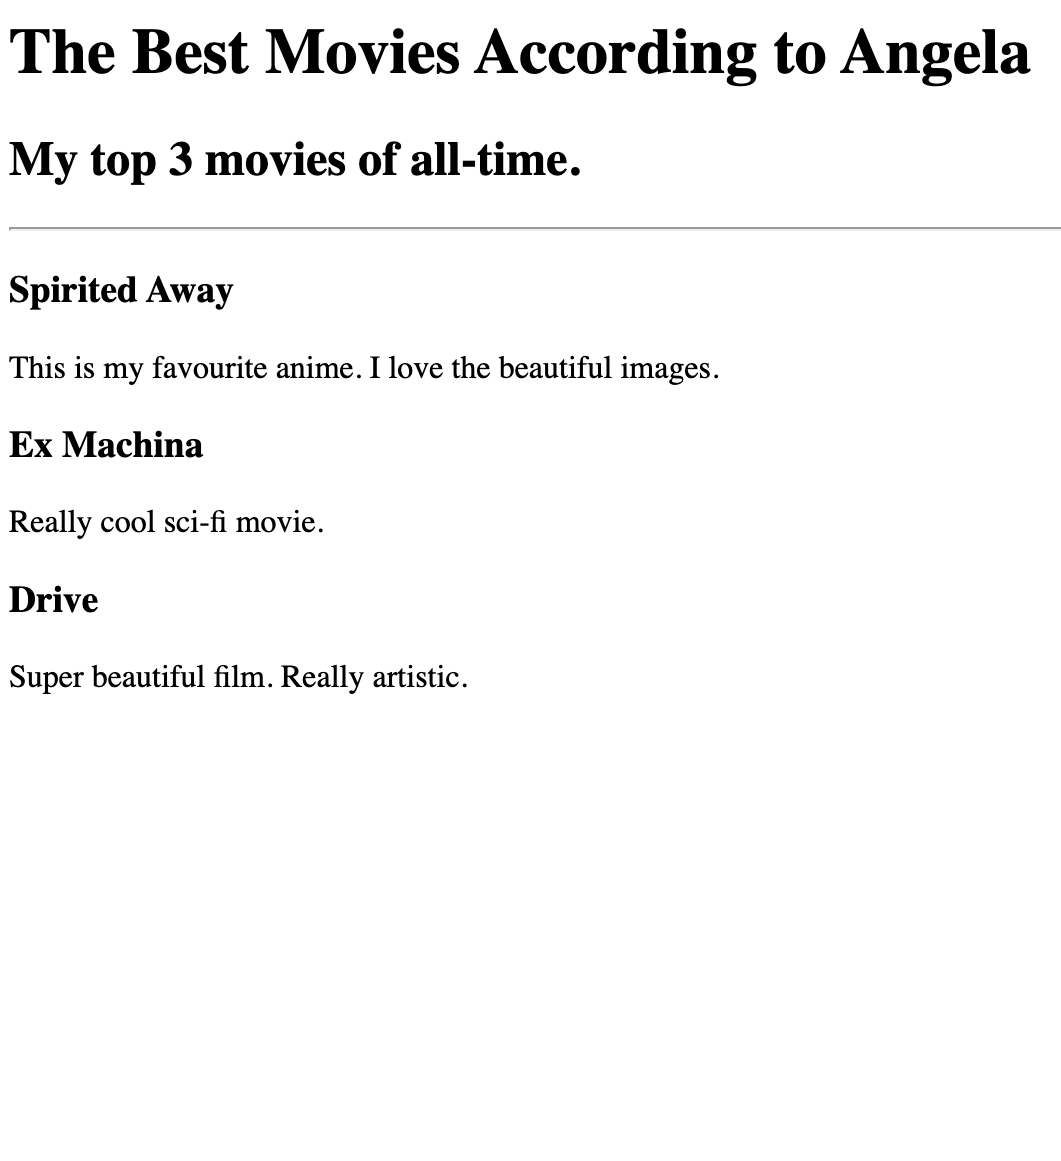 The Best Movies According to Angela
My top 3 movies of all-time.
Spirited Away
This is my favourite anime. I love the beautiful images.
Ex Machina
Really cool sci-fi movie.
Drive
Super beautiful film. Really artistic.